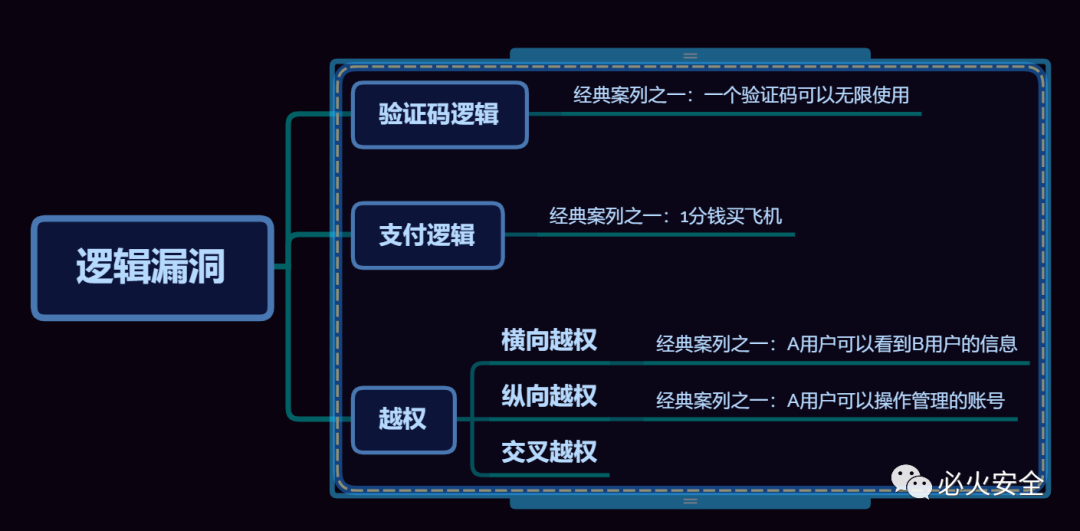 验证码逻辑
经典案列之一：一个验证码可以无限使用
支付逻辑
经典案列之一：1分钱买飞机
逻辑漏洞
横向越权
经典案列之一：A用户可以看到B用户的信息
纵向越权
经典案列之一：A用户可以操作管理的账号
越权
交叉越权
必火安全